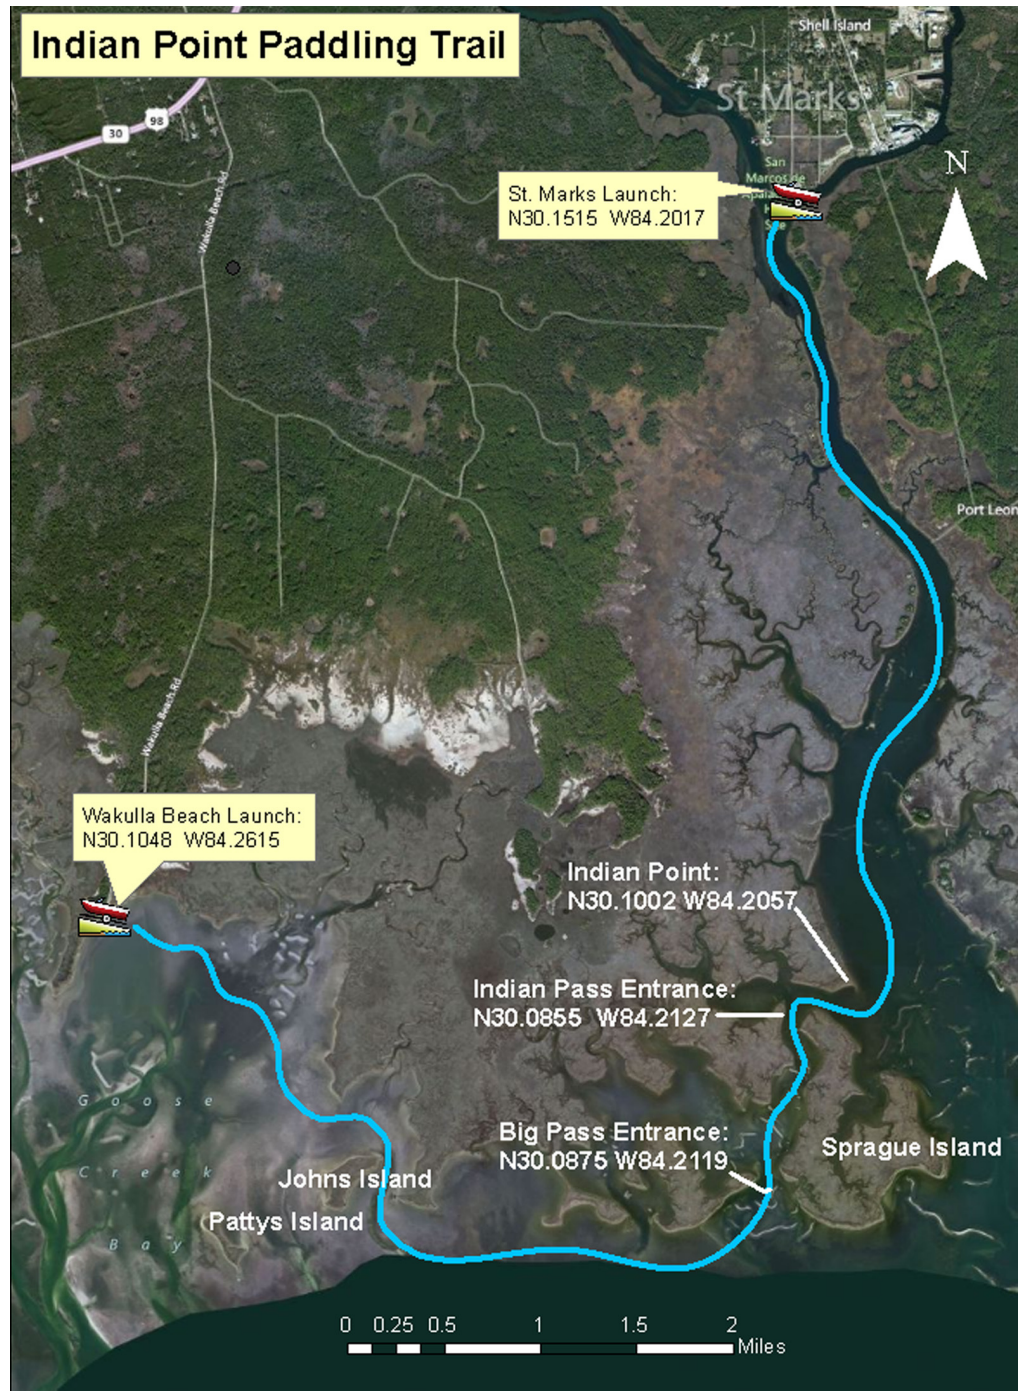 Indian Point Paddling Trail
Shell Island
St Marks
30
98
Wakulla Beach Rd
San
Marcos de
St. Marks Launch:
N30.1515 W84.2017
N
Port Leon
Wakulla Beach Rd
Wakulla Beach Launch:
N30.1048 W84.2615
Indian Point:
N30.1002 W84.2057
Indian Pass Entrance:
N30.0855 W84.2127
Goose
Creek
Bay
Big Pass Entrance:
N30.0875 W84.2119
Sprague Island
Johns Island
Pattys Island
0 0.25 0.5 1 1.5 2
Miles